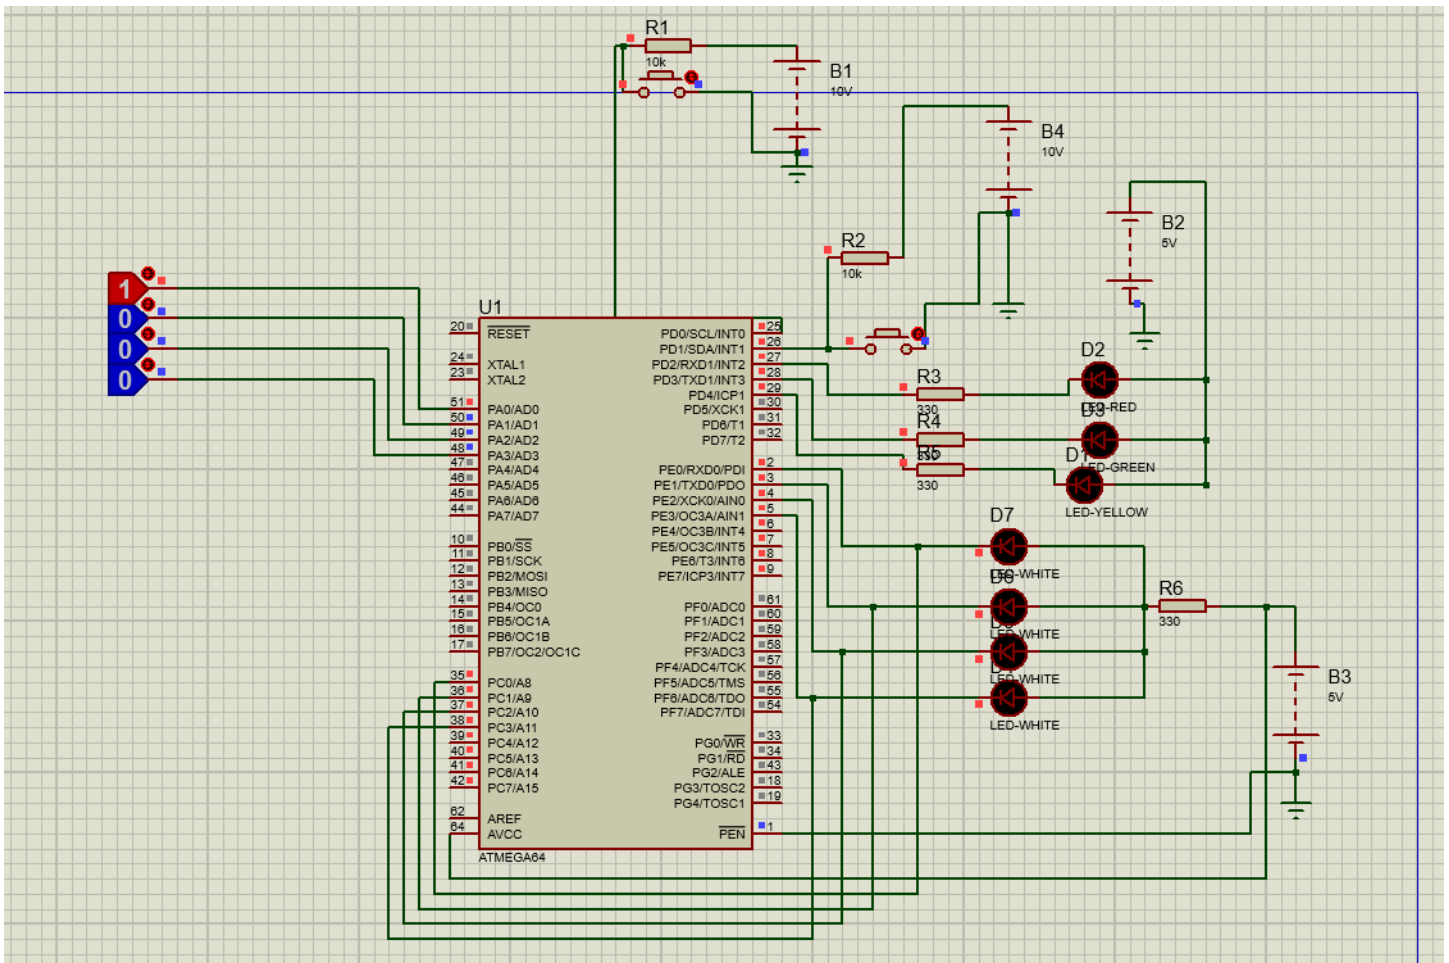 R1
10k
B1
10V
B4
10V
B2
5V
R2
10k
1
0
0
0
U1
20
RESET
24
XTAL1
23
XTAL2
51
PA0/AD0
50
PA1/AD1
49
PA2/AD2
48
PA3/AD3
47
PA4/AD4
46
PA5/AD5
45
PA6/AD6
44
PA7/AD7
10
PB0/SS
11
PB1/SCK
12
PB2/MOSI
13
PB3/MISO
14
PB4/OC0
15
PB5/OC1A
16
PB6/OC1B
17
PB7/OC2/OC1C
35
PC0/A8
36
PC1/A9
37
PC2/A10
38
PC3/A11
39
PC4/A12
40
PC5/A13
41
PC6/A14
42
PC7/A15
62
AREF
64
AVCC
ATMEGA64
PD0/SCL/INT0
25
PD1/SDA/INT1
26
PD2/RXD1/INT2
27
PD3/TXD1/INT3
28
PD4/ICP1
29
PD5/XCK1
30
PD6/T1
31
PD7/T2
32
PE0/RXD0/PDI
2
PE1/TXD0/PDO
3
PE2/XCK0/AIN0
4
PE3/OC3A/AIN1
5
PE4/OC3B/INT4
6
PE5/OC3C/INT5
7
PE6/T3/INT6
8
PE7/ICP3/INT7
9
PF0/ADC0
61
PF1/ADC1
60
PF2/ADC2
59
PF3/ADC3
58
PF4/ADC4/TCK
57
PF5/ADC5/TMS
56
PF6/ADC6/TDO
55
PF7/ADC7/TDI
54
PG0/WR
33
PG1/RD
34
PG2/ALE
43
PG3/TOSC2
18
PG4/TOSC1
19
PEN
1
R3
330
R4
330
R5
330
D2
LED-RED
D3
LED-GREEN
D1
LED-YELLOW
D7
LED-WHITE
D6
LED-WHITE
LED-WHITE
LED-WHITE
R6
330
B3
5V